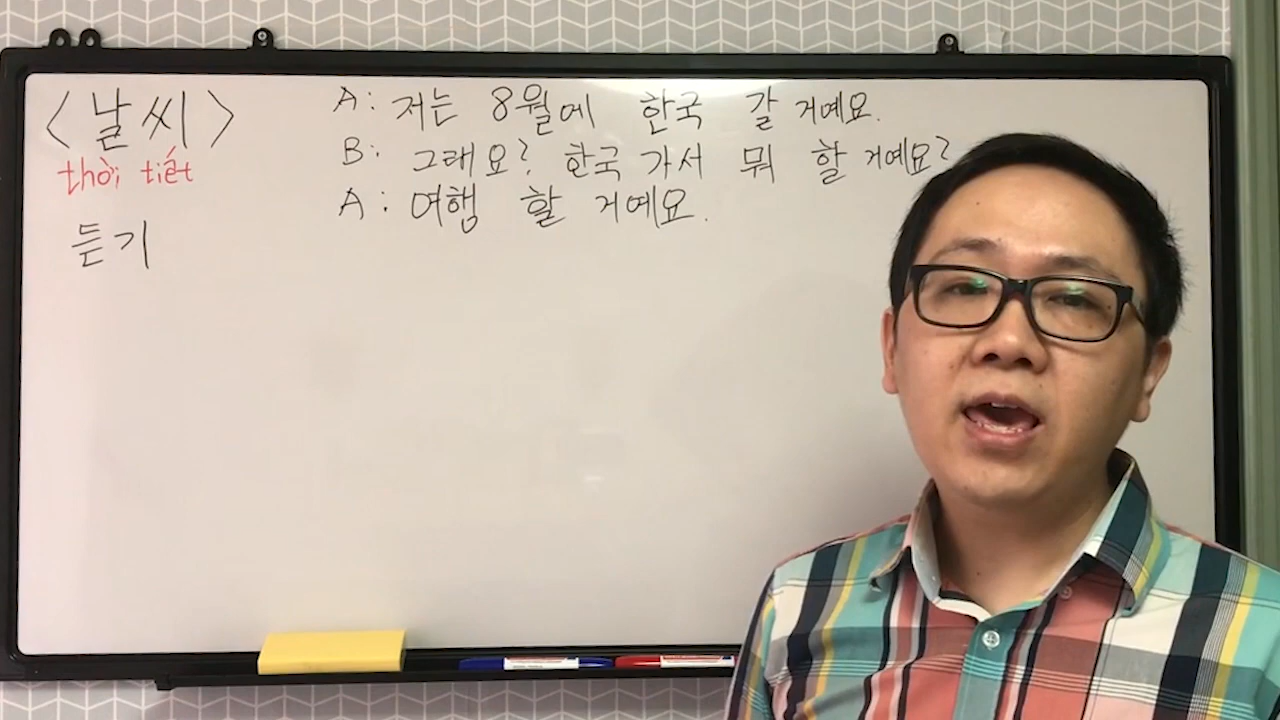 <날씨>
thời tiết
듣기
A: 저는 8월에 한국 갈 거예요.
B: 그래요? 한국 가서 뭐 할 거예요?
A: 여행 할 거예요.